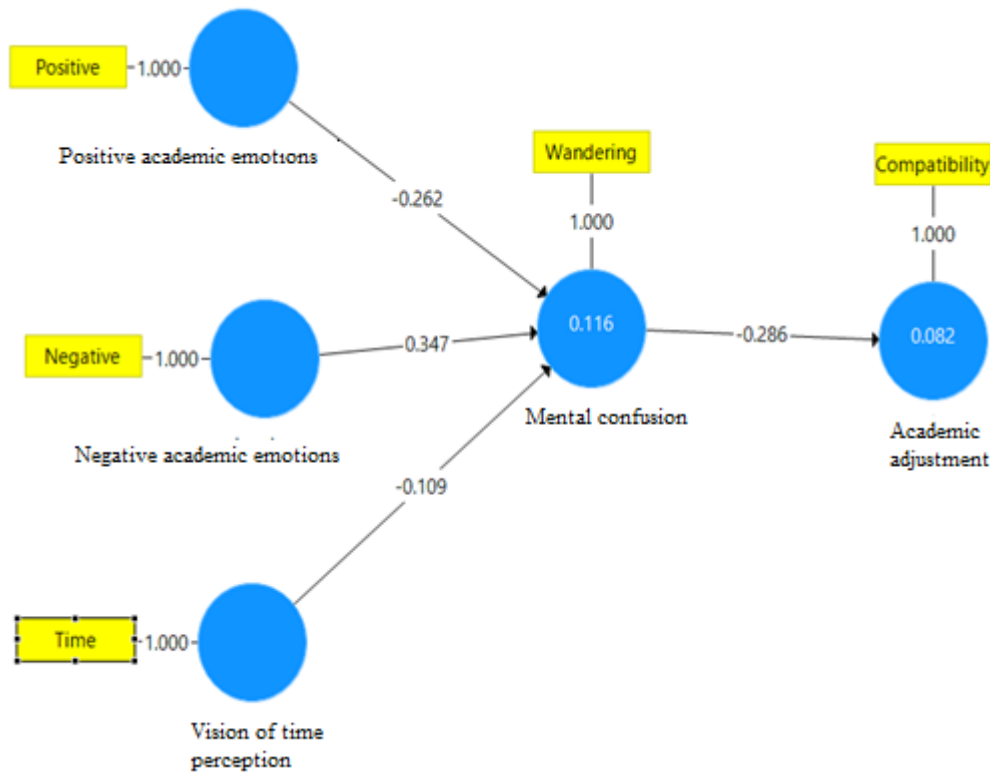 Positive
1.000
Positive academic emotions
-0.262
Wandering
1.000
Compatibility
1.000
Negative
1.000
Negative academic emotions
0.347
0.116
Mental confusion
-0.286
0.082
Academic
adjustment
-0.109
Time
1.000
Vision of time
perception